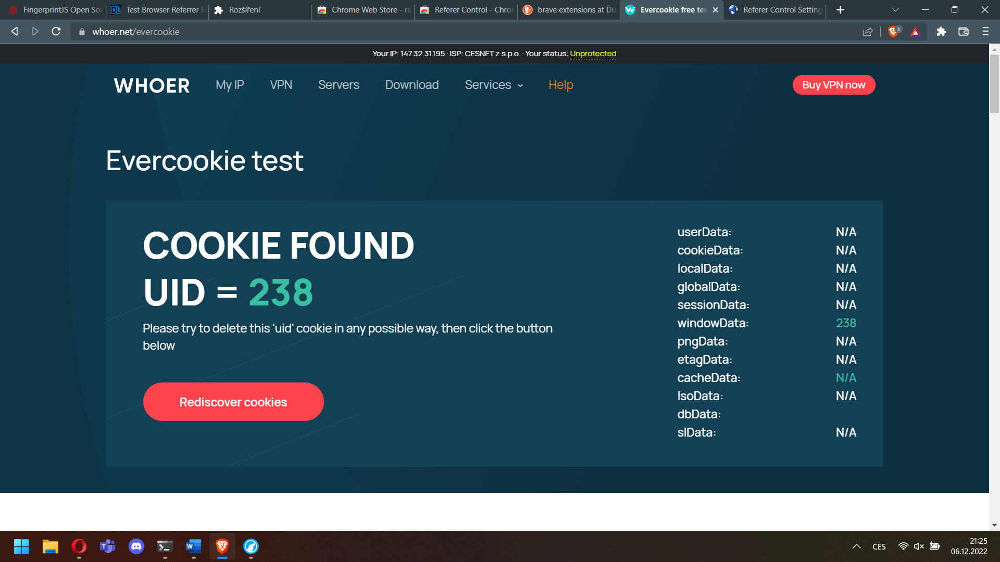 FingerprintJS Open Sou
DL Test Browser Referrer H
Rozšíření
Chrome Web Store - re
Referer Control - Chron
brave extensions at Du
Evercookie free tes
Referer Control Setting
whoer.net/evercookie
3
Your IP: 147.32.31.195 · ISP: CESNET z.s.p.o. · Your status: Unprotected
WHOER
My IP
VPN
Servers
Download
Services
Help
Buy VPN now
Evercookie test
COOKIE FOUND
UID = 238
Please try to delete this 'uid' cookie in any possible way, then click the button
below
Rediscover cookies
userData: N/A
cookieData: N/A
localData: N/A
globalData: N/A
sessionData: N/A
windowData: 238
pngData: N/A
etagData: N/A
cacheData: N/A
lsoData: N/A
dbData:
slData: N/A
CES
21:25
06.12.2022